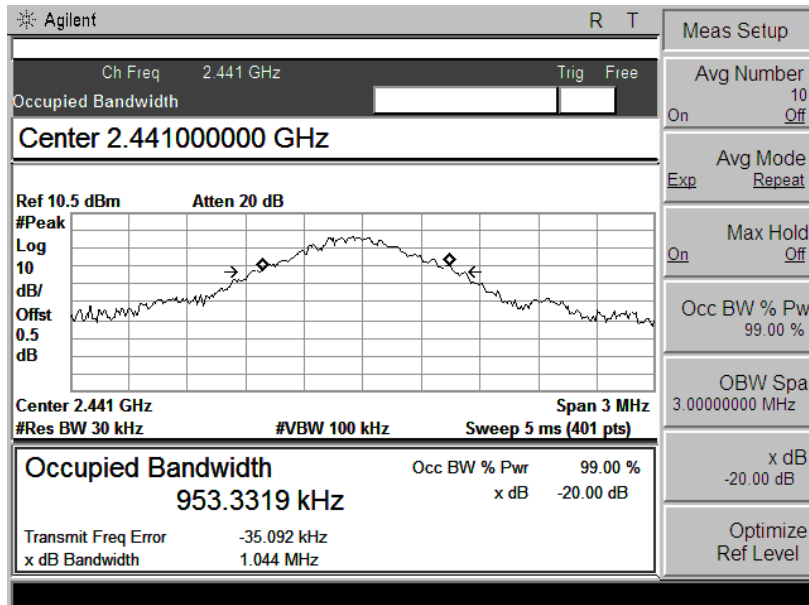 Agilent R T
Ch Freq 2.441 GHz Trig Free
Occupied Bandwidth
Center 2.441000000 GHz
Ref 10.5 dBm Atten 20 dB
#Peak
Log
10
dB/
Offst
0.5
dB
Center 2.441 GHz Span 3 MHz
#Res BW 30 kHz #VBW 100 kHz Sweep 5 ms (401 pts)
Occupied Bandwidth Occ BW % Pwr 99.00 %
953.3319 kHz x dB -20.00 dB
Transmit Freq Error -35.092 kHz
x dB Bandwidth 1.044 MHz
Meas Setup
Avg Number
10
On Off
Avg Mode
Exp Repeat
Max Hold
On Off
Occ BW % Pw
99.00 %
OBW Spa
3.00000000 MHz
x dB
-20.00 dB
Optimize
Ref Level